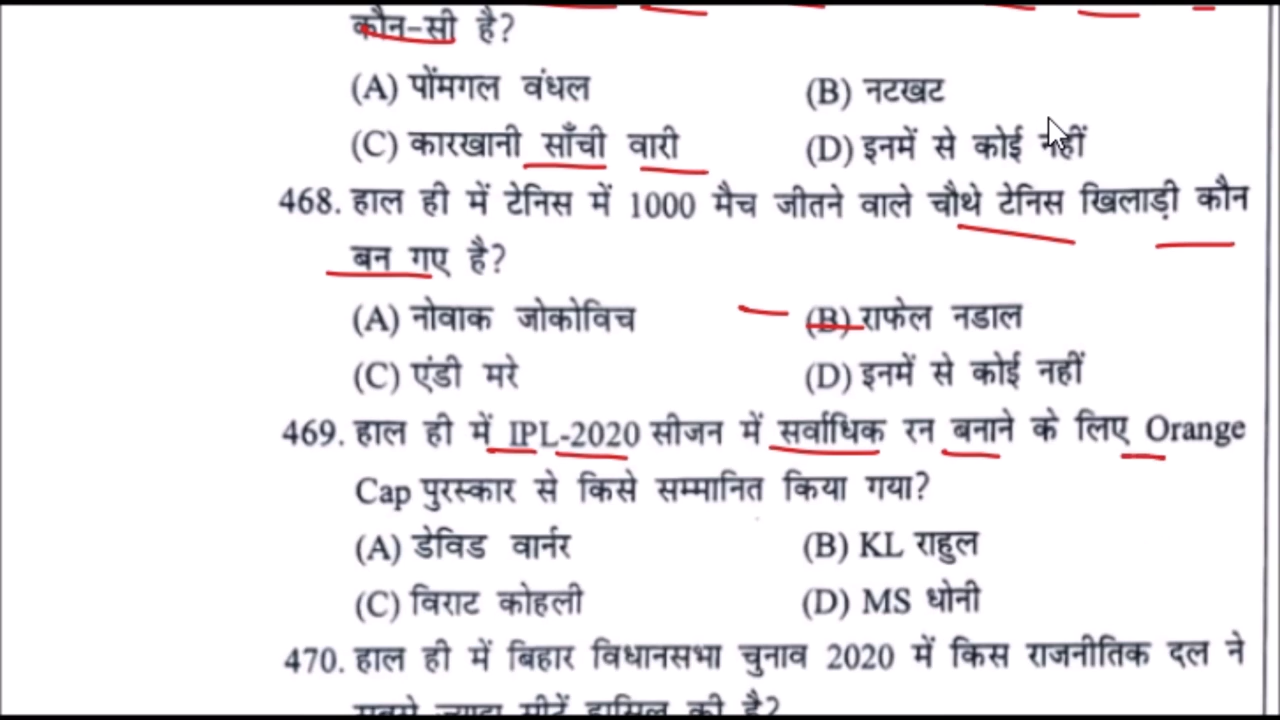 कौन-सी है?
(A) पोंमगल वंधल (B) नटखट
(C) कारखानी साँची वारी (D) इनमें से कोई नहीं
468. हाल ही में टेनिस में 1000 मैच जीतने वाले चौथे टेनिस खिलाड़ी कौन
बन गए है?
(A) नोवाक जोकोविच (B) राफेल नडाल
(C) एंडी मरे (D) इनमें से कोई नहीं
469. हाल ही में IPL-2020 सीजन में सर्वाधिक रन बनाने के लिए Orange
Cap पुरस्कार से किसे सम्मानित किया गया?
(A) डेविड वार्नर (B) KL राहुल
(C) विराट कोहली (D) MS धोनी
470. हाल ही में बिहार विधानसभा चुनाव 2020 में किस राजनीतिक दल ने
सबसे ज्यादा सीटें हासिल की है?